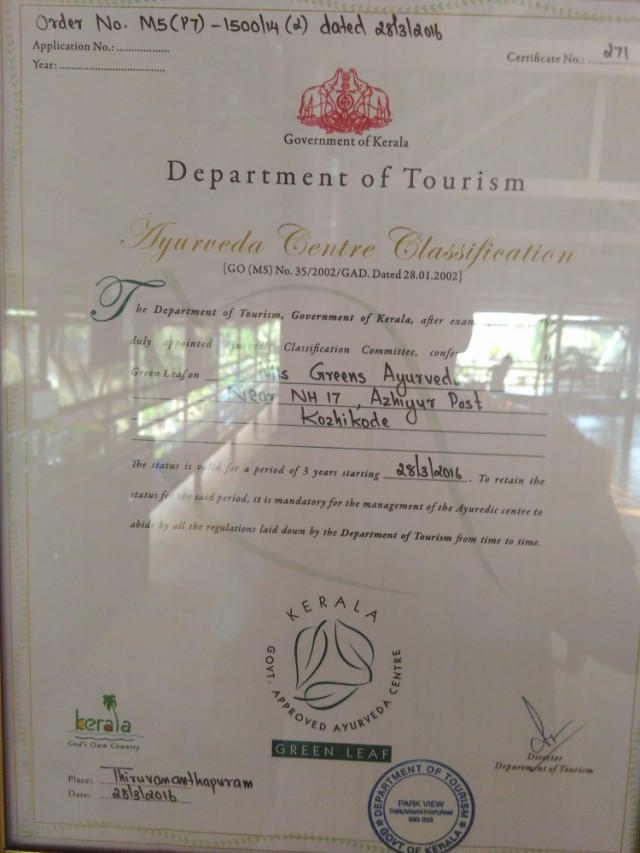 Order No. M5(P7)-1500/14 (2) dated 28/3/2016
Application No.: ..................
Certificate No.: 271
Year: ..................................
Government of Kerala
Department of Tourism
Ayurveda Centre Classification
[GO (MS) No. 35/2002/GAD. Dated 28.01.2002]
The Department of Tourism, Government of Kerala, after
duly appointed Classification Committee,
Green Leaf on Greens
Near NH 17, Azhiyur Post
Kozhikode
The status is valid for a period of 3 years starting 28/3/2016. To retain the
status for the said period, it is mandatory for the management of the Ayuredic centre to
abide by all the regulations laid down by the Department of Tourism from time to time.
KERALA
GOVT. APPROVED AYURVEDA CENTRE
GREEN LEAF
kerala
God's Own Country
Director
Department of Tourism
Place: Thiruvananthapuram
Date: 28/3/2016
DEPARTMENT OF TOURISM
PARK VIEW
THIRUVANANTHAPURAM
695 033
GOVT OF KERALA